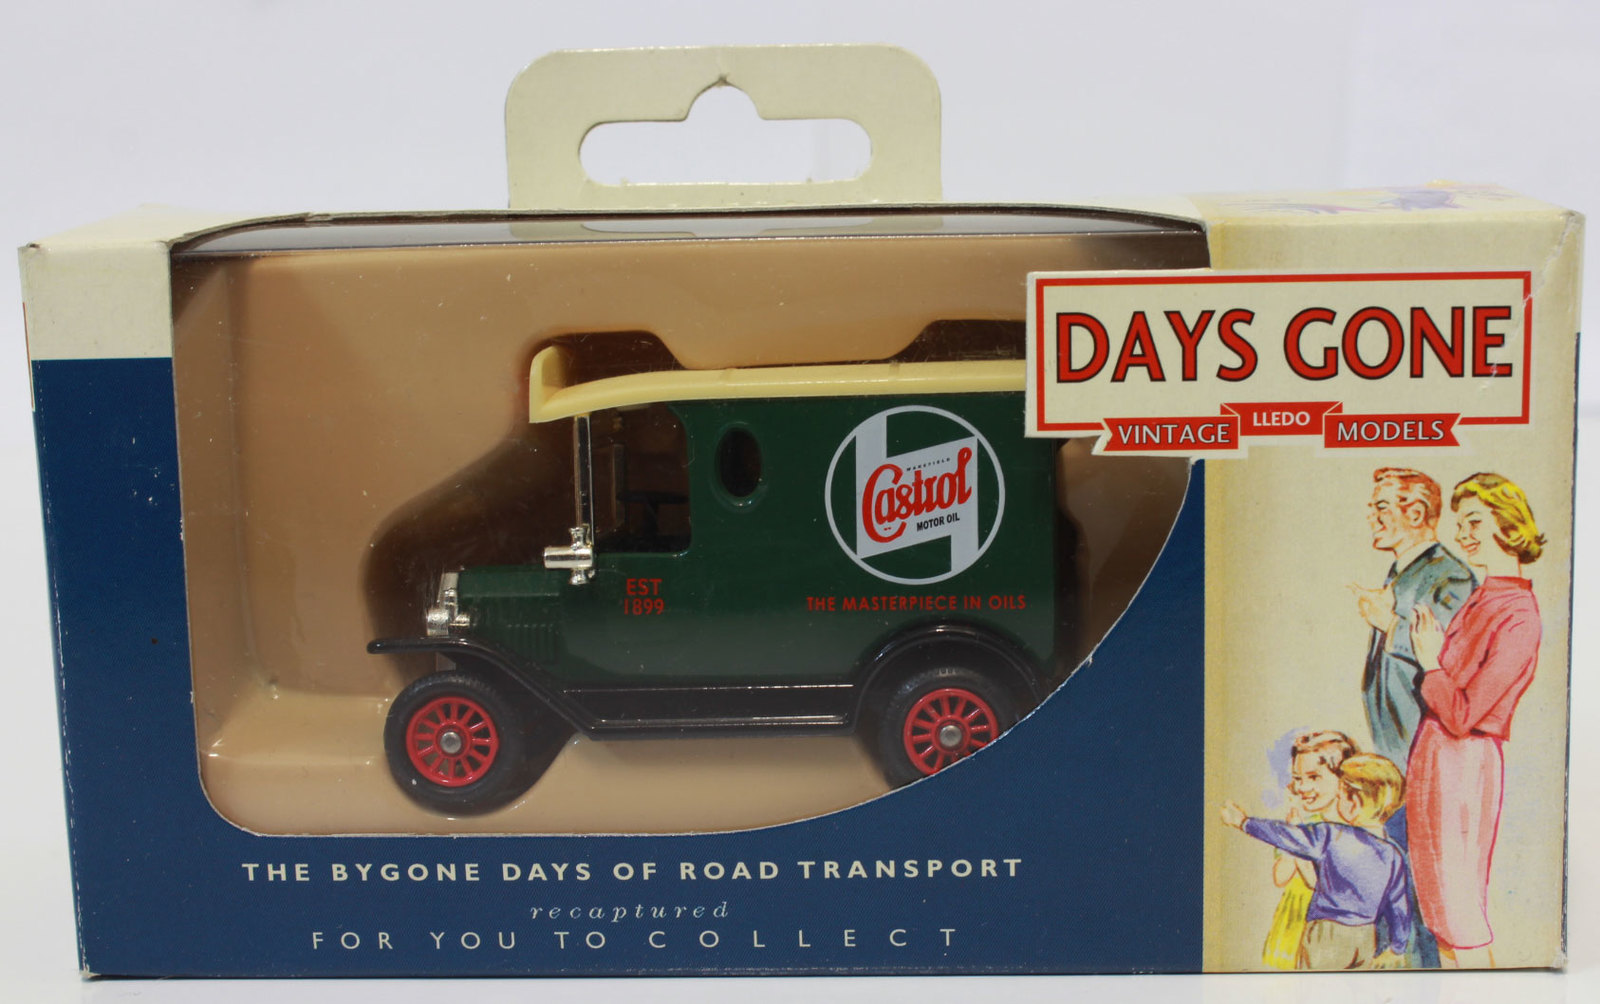 DAYS GONE
VINTAGE LLEDO MODELS
WAKEFIELD
Castrol
MOTOR OIL
EST
1899
THE MASTERPIECE IN OILS
THE BYGONE DAYS OF ROAD TRANSPORT
recaptured
FOR YOU TO COLLECT